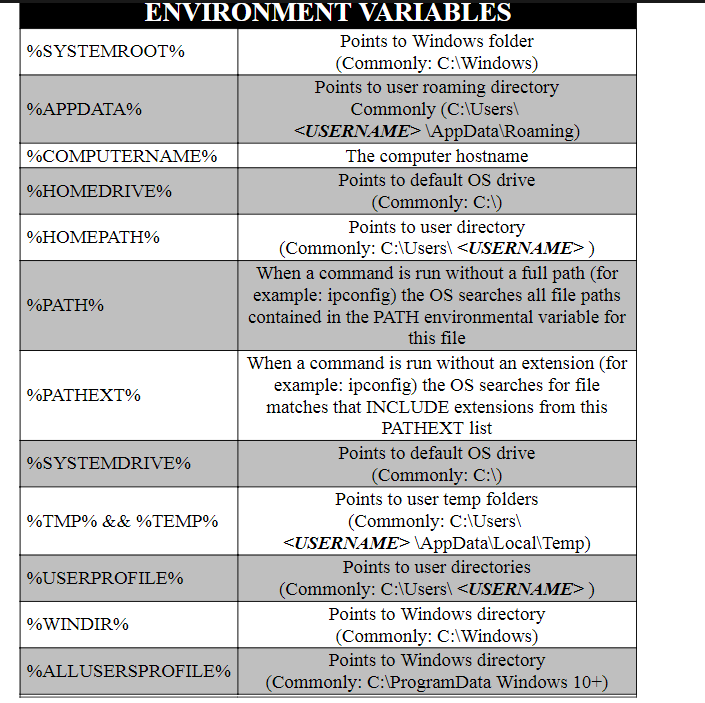 ENVIRONMENT VARIABLES
%SYSTEMROOT%
Points to Windows folder
(Commonly: C:\Windows)
%APPDATA%
Points to user roaming directory
Commonly (C:\Users\
<USERNAME> \AppData\Roaming)
%COMPUTERNAME%
The computer hostname
%HOMEDRIVE%
Points to default OS drive
(Commonly: C:\)
%HOMEPATH%
Points to user directory
(Commonly: C:\Users\ <USERNAME> )
%PATH%
When a command is run without a full path (for
example: ipconfig) the OS searches all file paths
contained in the PATH environmental variable for
this file
%PATHEXT%
When a command is run without an extension (for
example: ipconfig) the OS searches for file
matches that INCLUDE extensions from this
PATHEXT list
%SYSTEMDRIVE%
Points to default OS drive
(Commonly: C:\)
%TMP% && %TEMP%
Points to user temp folders
(Commonly: C:\Users\
<USERNAME> \AppData\Local\Temp)
%USERPROFILE%
Points to user directories
(Commonly: C:\Users\ <USERNAME> )
%WINDIR%
Points to Windows directory
(Commonly: C:\Windows)
%ALLUSERSPROFILE%
Points to Windows directory
(Commonly: C:\ProgramData Windows 10+)